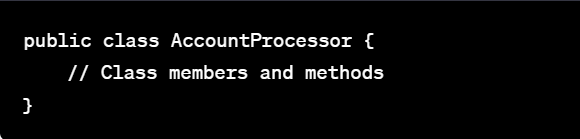 public class AccountProcessor {
    // Class members and methods
}